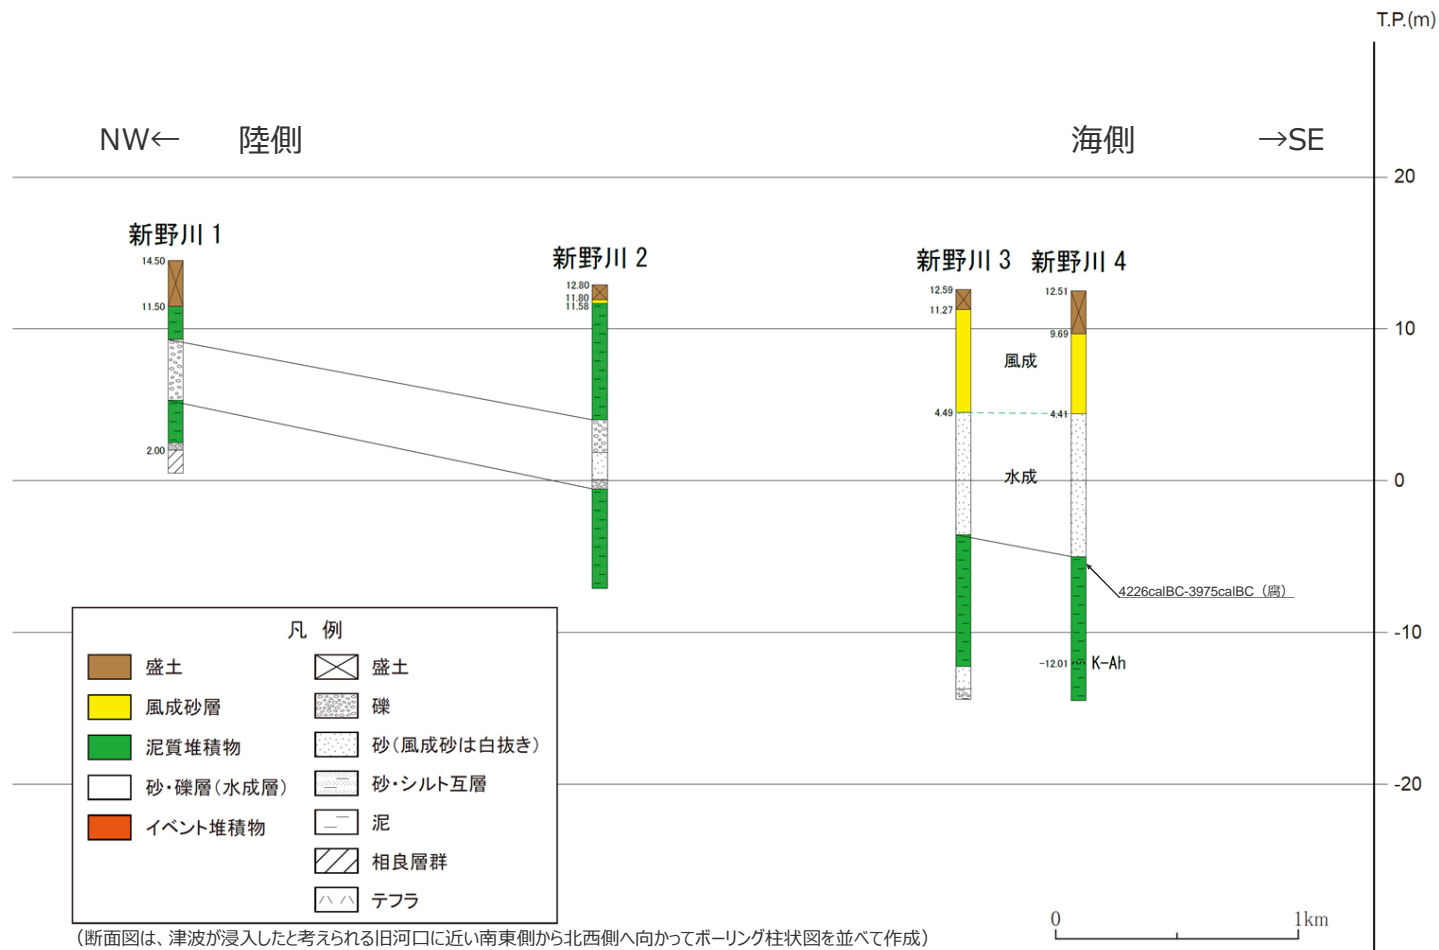 T.P.(m)
NW← 陸側 海側 →SE
20
新野川 1
新野川 2
新野川 3 新野川 4
14.50
11.50
2.00
12.80
11.80
11.58
12.59
11.27
4.49
12.51
9.69
4.41
10
風成
水成
0
4226calBC-3975calBC（腐）
-10
-12.01 K-Ah
-20
凡 例
盛土 盛土
風成砂層 礫
泥質堆積物 砂(風成砂は白抜き)
砂・礫層(水成層) 砂・シルト互層
イベント堆積物 泥
相良層群
テフラ
0 1km
（断面図は、津波が浸入したと考えられる旧河口に近い南東側から北西側へ向かってボーリング柱状図を並べて作成）